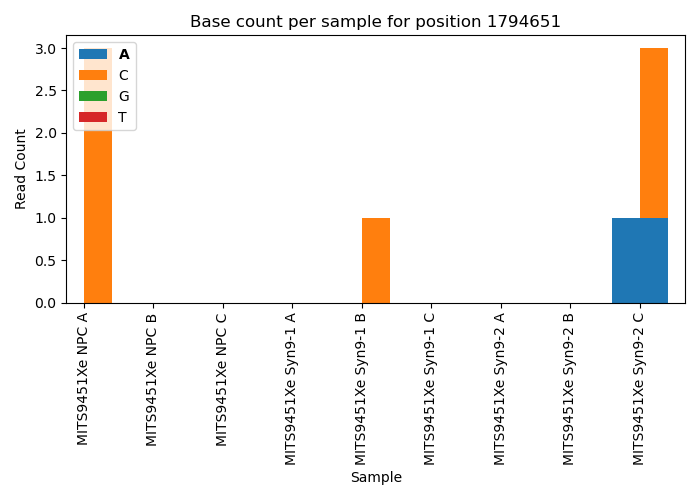 Base count per sample for position 1794651
A
C
G
T
Read Count
3.0
2.5
2.0
1.5
1.0
0.5
0.0
MITS9451Xe NPC A
MITS9451Xe NPC B
MITS9451Xe NPC C
MITS9451Xe Syn9-1 A
MITS9451Xe Syn9-1 B
MITS9451Xe Syn9-1 C
MITS9451Xe Syn9-2 A
MITS9451Xe Syn9-2 B
MITS9451Xe Syn9-2 C
Sample